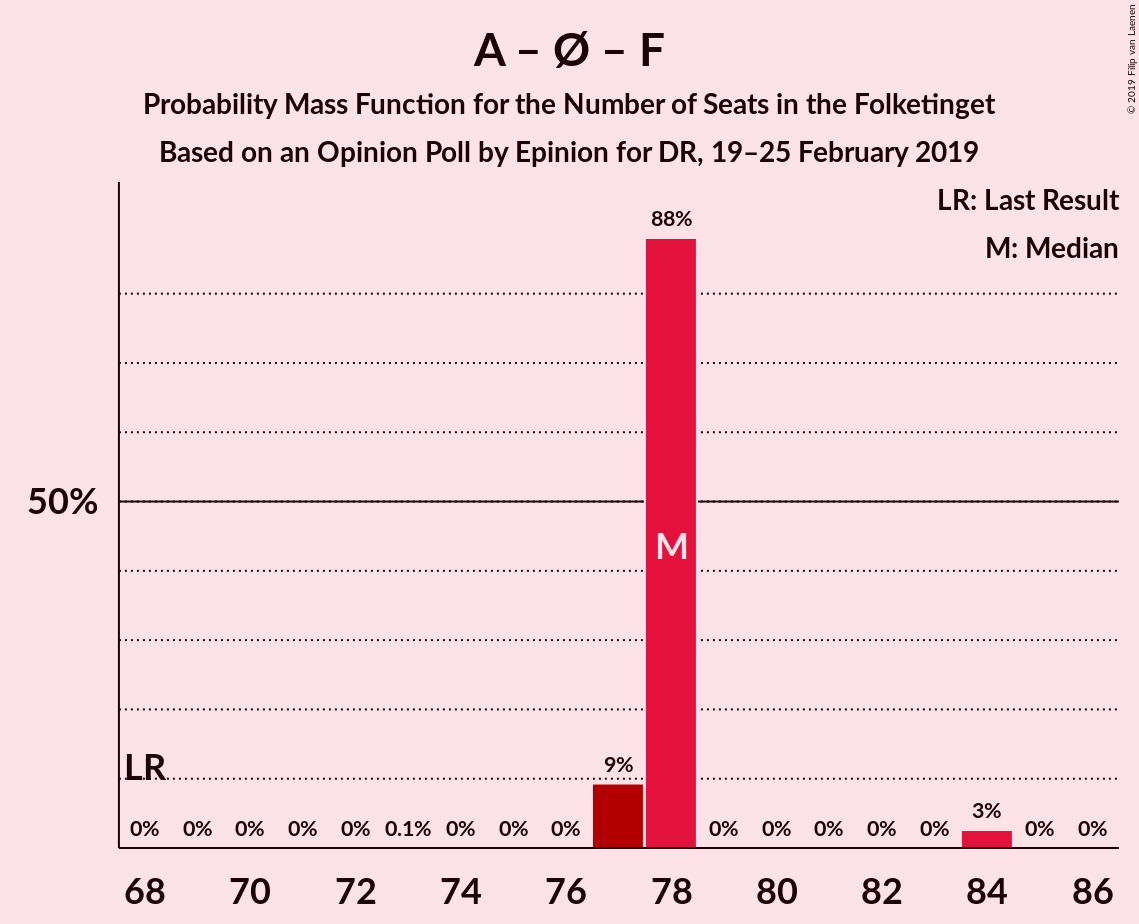 A – Ø – F
Probability Mass Function for the Number of Seats in the Folketinget
Based on an Opinion Poll by Epinion for DR, 19–25 February 2019
© 2019 Filip van Laenen
LR: Last Result
M: Median
88%
50%
M
LR
9%
3%
0% 0% 0% 0% 0% 0.1% 0% 0% 0% 0% 0% 0% 0% 0% 0% 0%
68 70 72 74 76 78 80 82 84 86